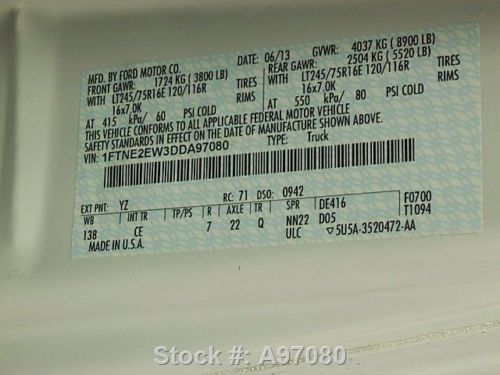 MFD. BY FORD MOTOR CO.
DATE: 06/13 GVWR: 4037 KG ( 8900 LB)
FRONT GAWR: 1724 KG ( 3800 LB) REAR GAWR: 2504 KG ( 5520 LB)
WITH LT245/75R16E 120/116R WITH LT245/75R16E 120/116R
16x7.0K 16x7.0K
AT 415 kPa/ 60 PSI COLD AT 550 kPa/ 80 PSI COLD
THIS VEHICLE CONFORMS TO ALL APPLICABLE FEDERAL MOTOR VEHICLE
SAFETY STANDARDS IN EFFECT ON THE DATE OF MANUFACTURE SHOWN ABOVE.
VIN: 1FTNE2EW3DDA97080 TYPE: Truck
EXT PNT: YZ RC: 71 DSO: 0942
WB INT TR TP/PS R AXLE TR SPR DE416 F0700
138 CE 7 22 Q NN22 D05 T1094
MADE IN U.S.A. ULC ▽5U5A-3520472-AA
Stock #: A97080